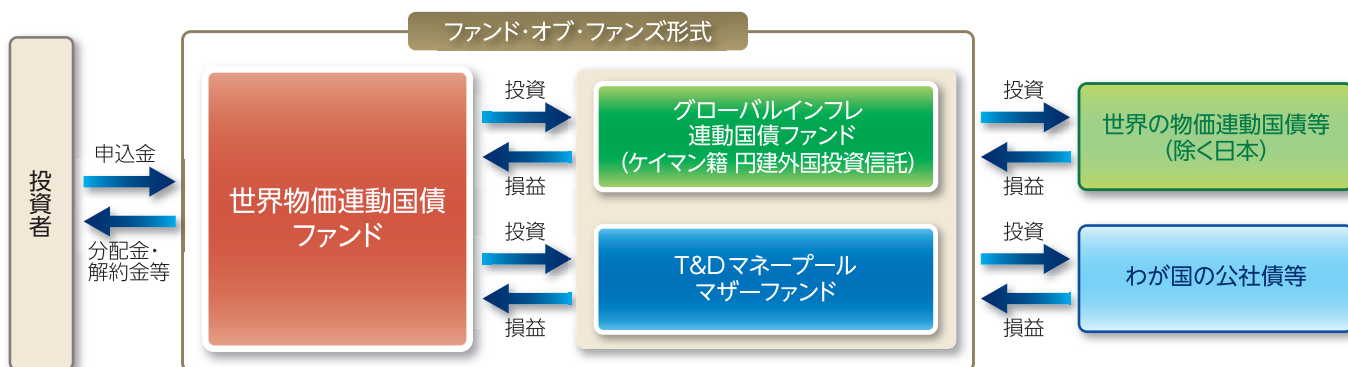 ファンド・オブ・ファンズ形式
投資者
申込金
分配金・
解約金等
世界物価連動国債
ファンド
投資
損益
投資
損益
グローバルインフレ
連動国債ファンド
(ケイマン籍 円建外国投資信託)
T&Dマネープール
マザーファンド
投資
損益
投資
損益
世界の物価連動国債等
(除く日本)
わが国の公社債等